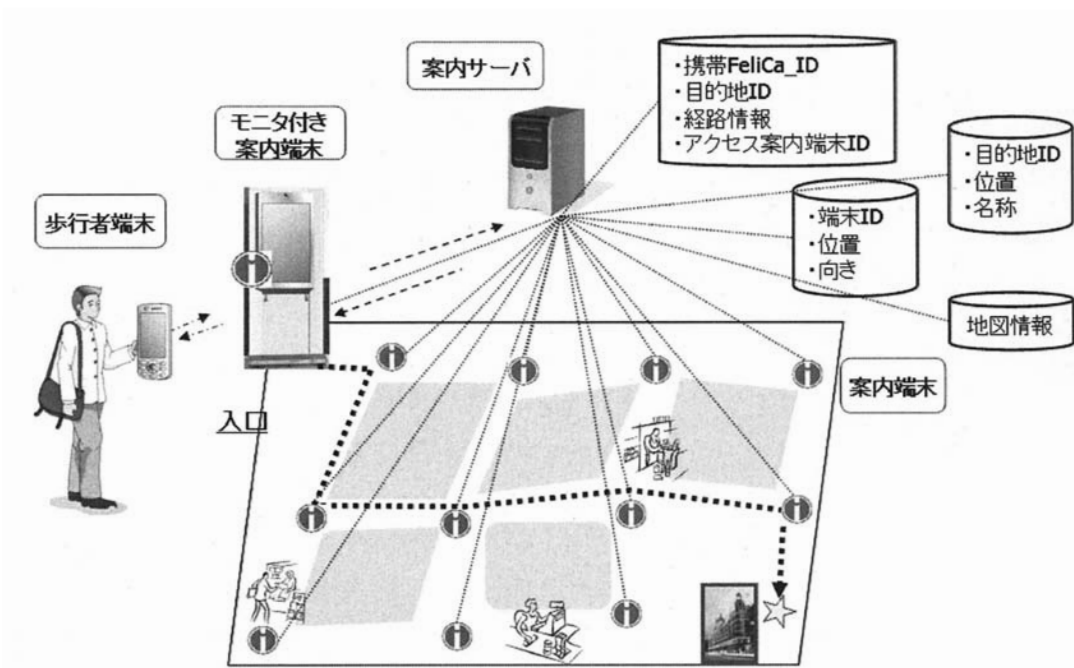 案内サーバ
・携帯FeliCa_ID
・目的地ID
・経路情報
・アクセス案内端末ID
モニタ付き
案内端末
・目的地ID
・位置
・名称
歩行者端末
・端末ID
・位置
・向き
地図情報
案内端末
入口